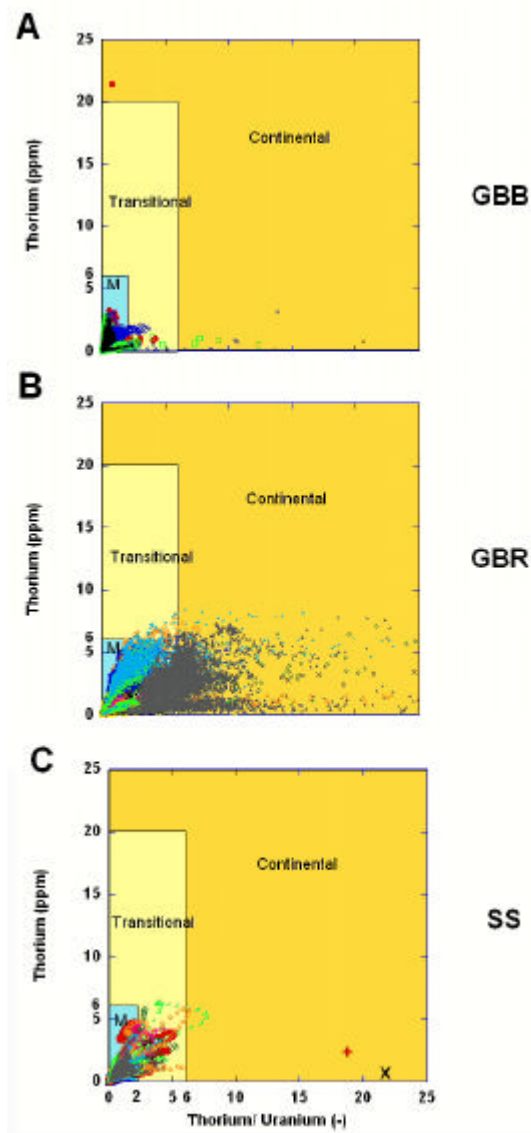 A
25
20
15
10
6
5
0
Thorium (ppm)
Continental
Transitional
M
GBB
B
25
20
15
10
6
5
0
Thorium (ppm)
Continental
Transitional
M
GBR
C
25
20
15
10
6
5
0
Thorium (ppm)
Continental
Transitional
M
SS
0 2 5 6 10 15 20 25
Thorium/ Uranium (-)